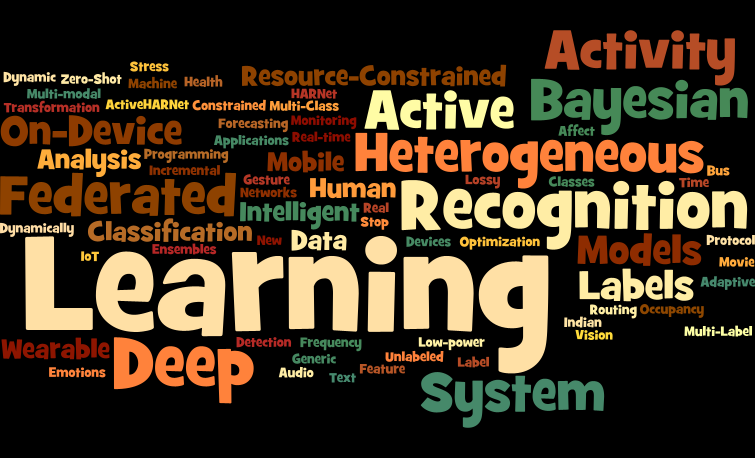 Activity
Stress
Dynamic Zero-Shot Machine Health Resource-Constrained
Multi-modal HARNet Active Bayesian
Transformation ActiveHARNet Constrained Multi-Class
On-Device Forecasting Monitoring Affect
Applications Real-time
Analysis Programming Mobile Heterogeneous
Incremental Bus
Federated Gesture Human Lossy Classes Time
Networks Recognition
Intelligent Real
Dynamically Classification Stop
New Data Devices Optimization Models Protocol
Ensembles
IoT Movie
Learning Labels Adaptive
Routing Occupancy
Indian
Vision Multi-Label
Wearable Deep Detection Frequency Low-power
Generic Unlabeled Label
Emotions Audio Text Feature
System